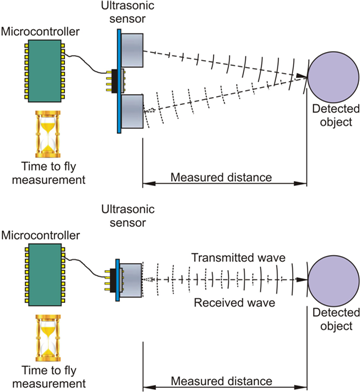 Ultrasonic
sensor
Microcontroller
Detected
object
Time to fly
measurement
Measured distance
Ultrasonic
sensor
Microcontroller
Transmitted wave
Received wave
Detected
object
Time to fly
measurement
Measured distance